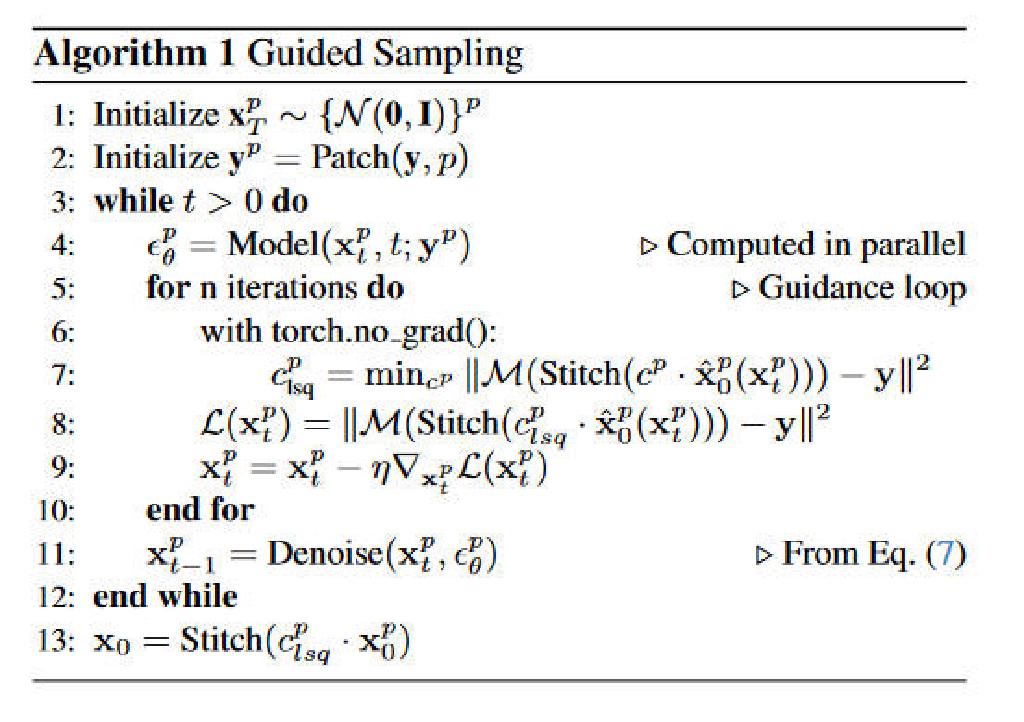 Algorithm 1 Guided Sampling
1: Initialize $\mathbf{x}_T^p \sim \{\mathcal{N}(\mathbf{0}, \mathbf{I})\}^p$
2: Initialize $\mathbf{y}^p = \text{Patch}(\mathbf{y}, p)$
3: while $t > 0$ do
4: $\epsilon_\theta^p = \text{Model}(\mathbf{x}_t^p, t; \mathbf{y}^p)$ ▷ Computed in parallel
5: for n iterations do ▷ Guidance loop
6: with torch.no_grad():
7: $c_{\text{lsq}}^p = \min_{c^p} \|\mathcal{M}(\text{Stitch}(c^p \cdot \hat{\mathbf{x}}_0^p(\mathbf{x}_t^p))) - \mathbf{y}\|^2$
8: $\mathcal{L}(\mathbf{x}_t^p) = \|\mathcal{M}(\text{Stitch}(c_{lsq}^p \cdot \hat{\mathbf{x}}_0^p(\mathbf{x}_t^p))) - \mathbf{y}\|^2$
9: $\mathbf{x}_t^p = \mathbf{x}_t^p - \eta \nabla_{\mathbf{x}_t^p} \mathcal{L}(\mathbf{x}_t^p)$
10: end for
11: $\mathbf{x}_{t-1}^p = \text{Denoise}(\mathbf{x}_t^p, \epsilon_\theta^p)$ ▷ From Eq. (7)
12: end while
13: $\mathbf{x}_0 = \text{Stitch}(c_{lsq}^p \cdot \mathbf{x}_0^p)$